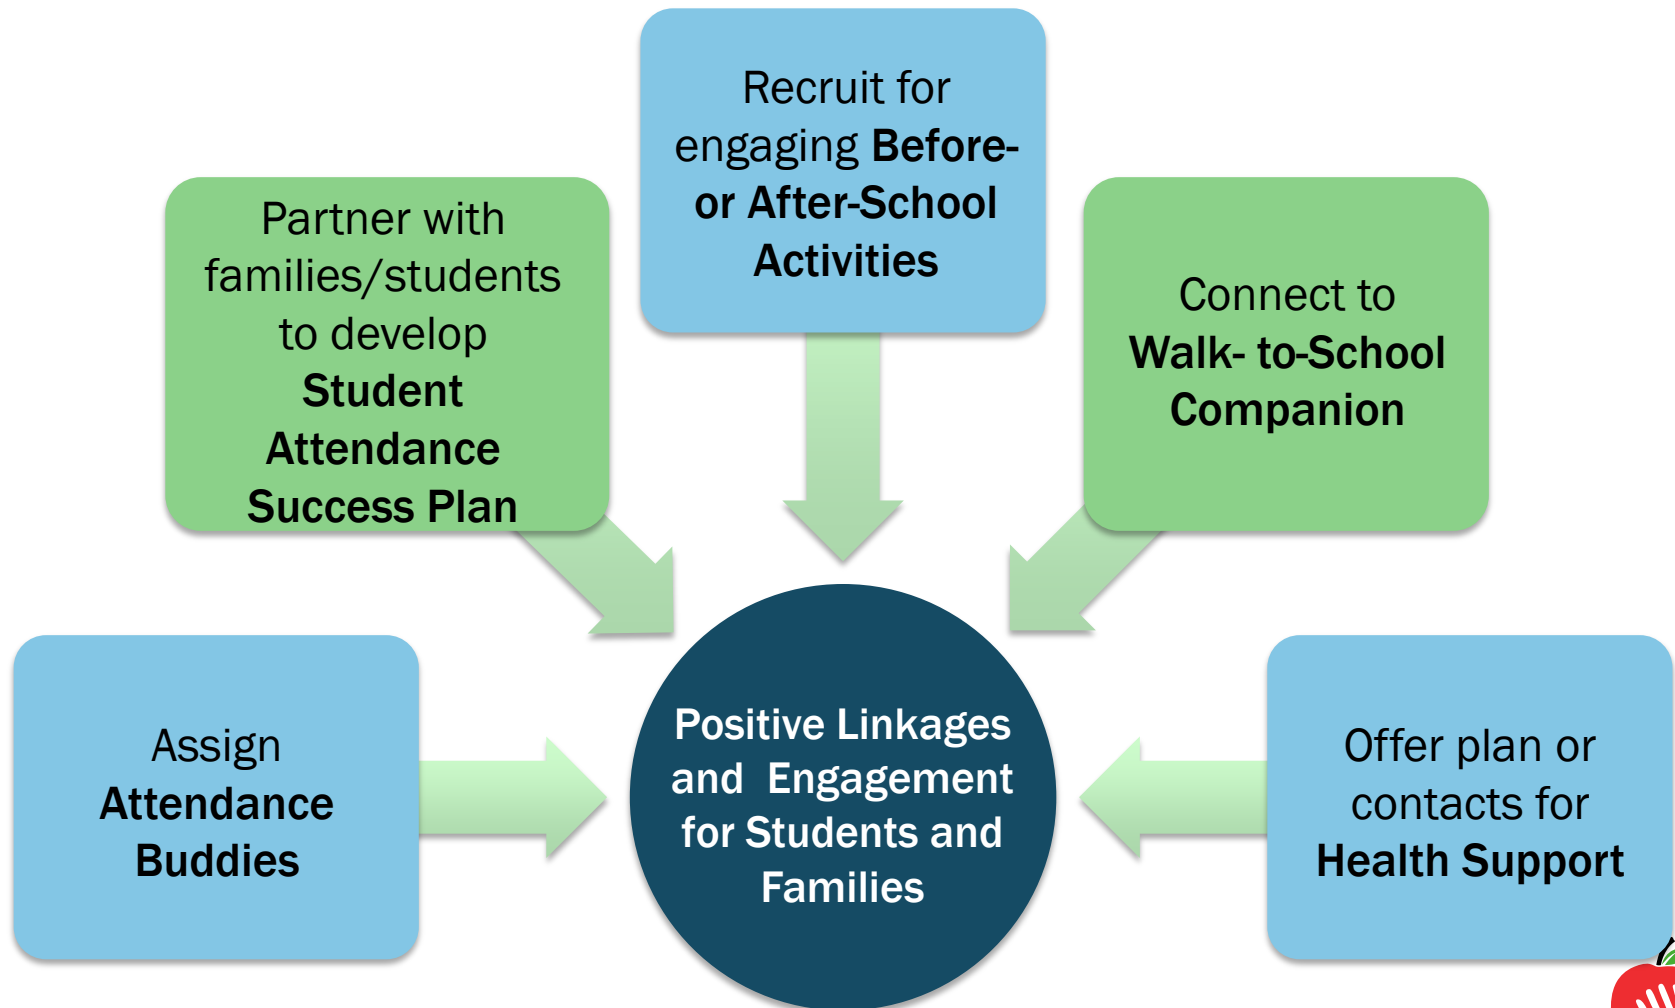 Recruit for
engaging Before-
or After-School
Activities
Partner with
families/students
to develop
Student
Attendance
Success Plan
Connect to
Walk- to-School
Companion
Assign
Attendance
Buddies
Positive Linkages
and  Engagement
for Students and
Families
Offer plan or
contacts for
Health Support